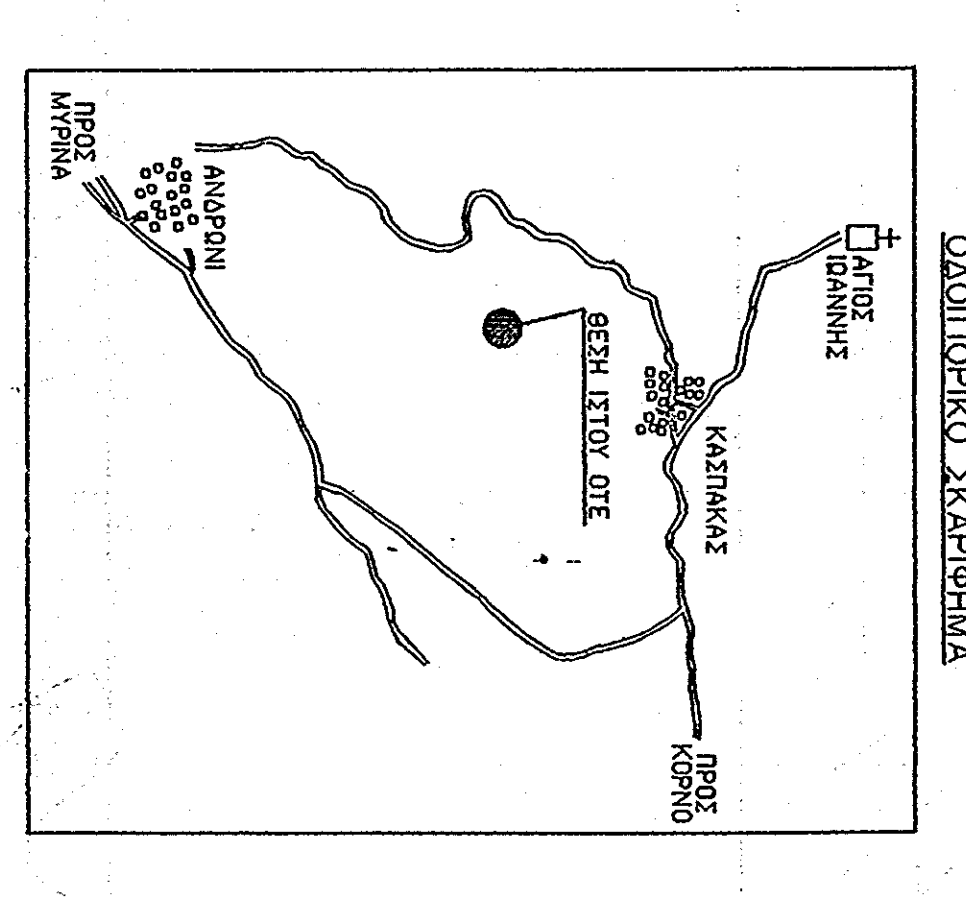 ΟΔΟΙΠΟΡΙΚΟ ΣΚΑΡΙΦΗΜΑ
ΑΓΙΟΣ
ΙΩΑΝΝΗΣ
ΚΑΣΠΑΚΑΣ
ΠΡΟΣ
ΚΟΡΝΟ
ΘΕΣΗ ΙΣΤΟΥ ΟΤΕ
ΑΝΔΡΩΝΙ
ΠΡΟΣ
ΜΥΡΙΝΑ